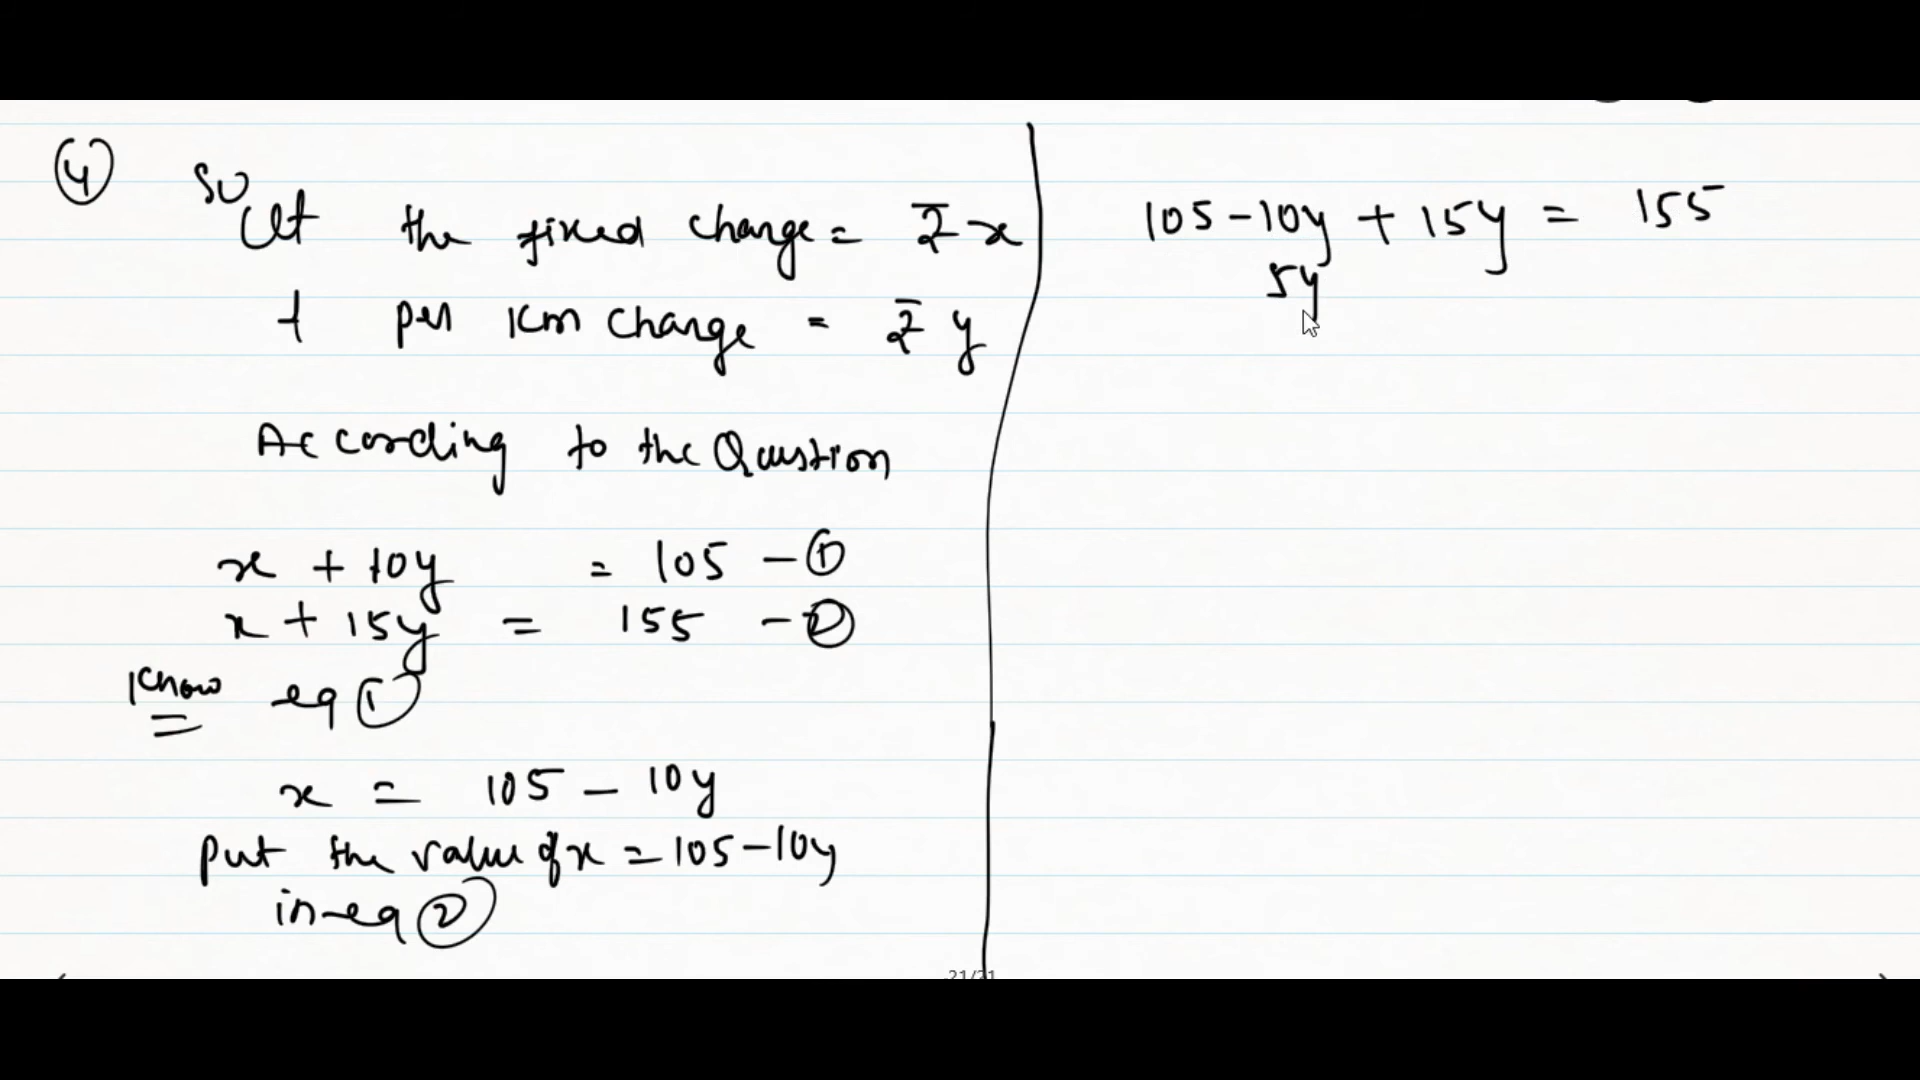 ④ Sol
let the fixed charge = ₹ x
+ per Km charge = ₹ y
According to the Question
x + 10y = 105 - ①
x + 15y = 155 - ②
Know eq ①
x = 105 - 10y
put the value of x = 105 - 10y
in eq ②
105 - 10y + 15y = 155
5y
21/21